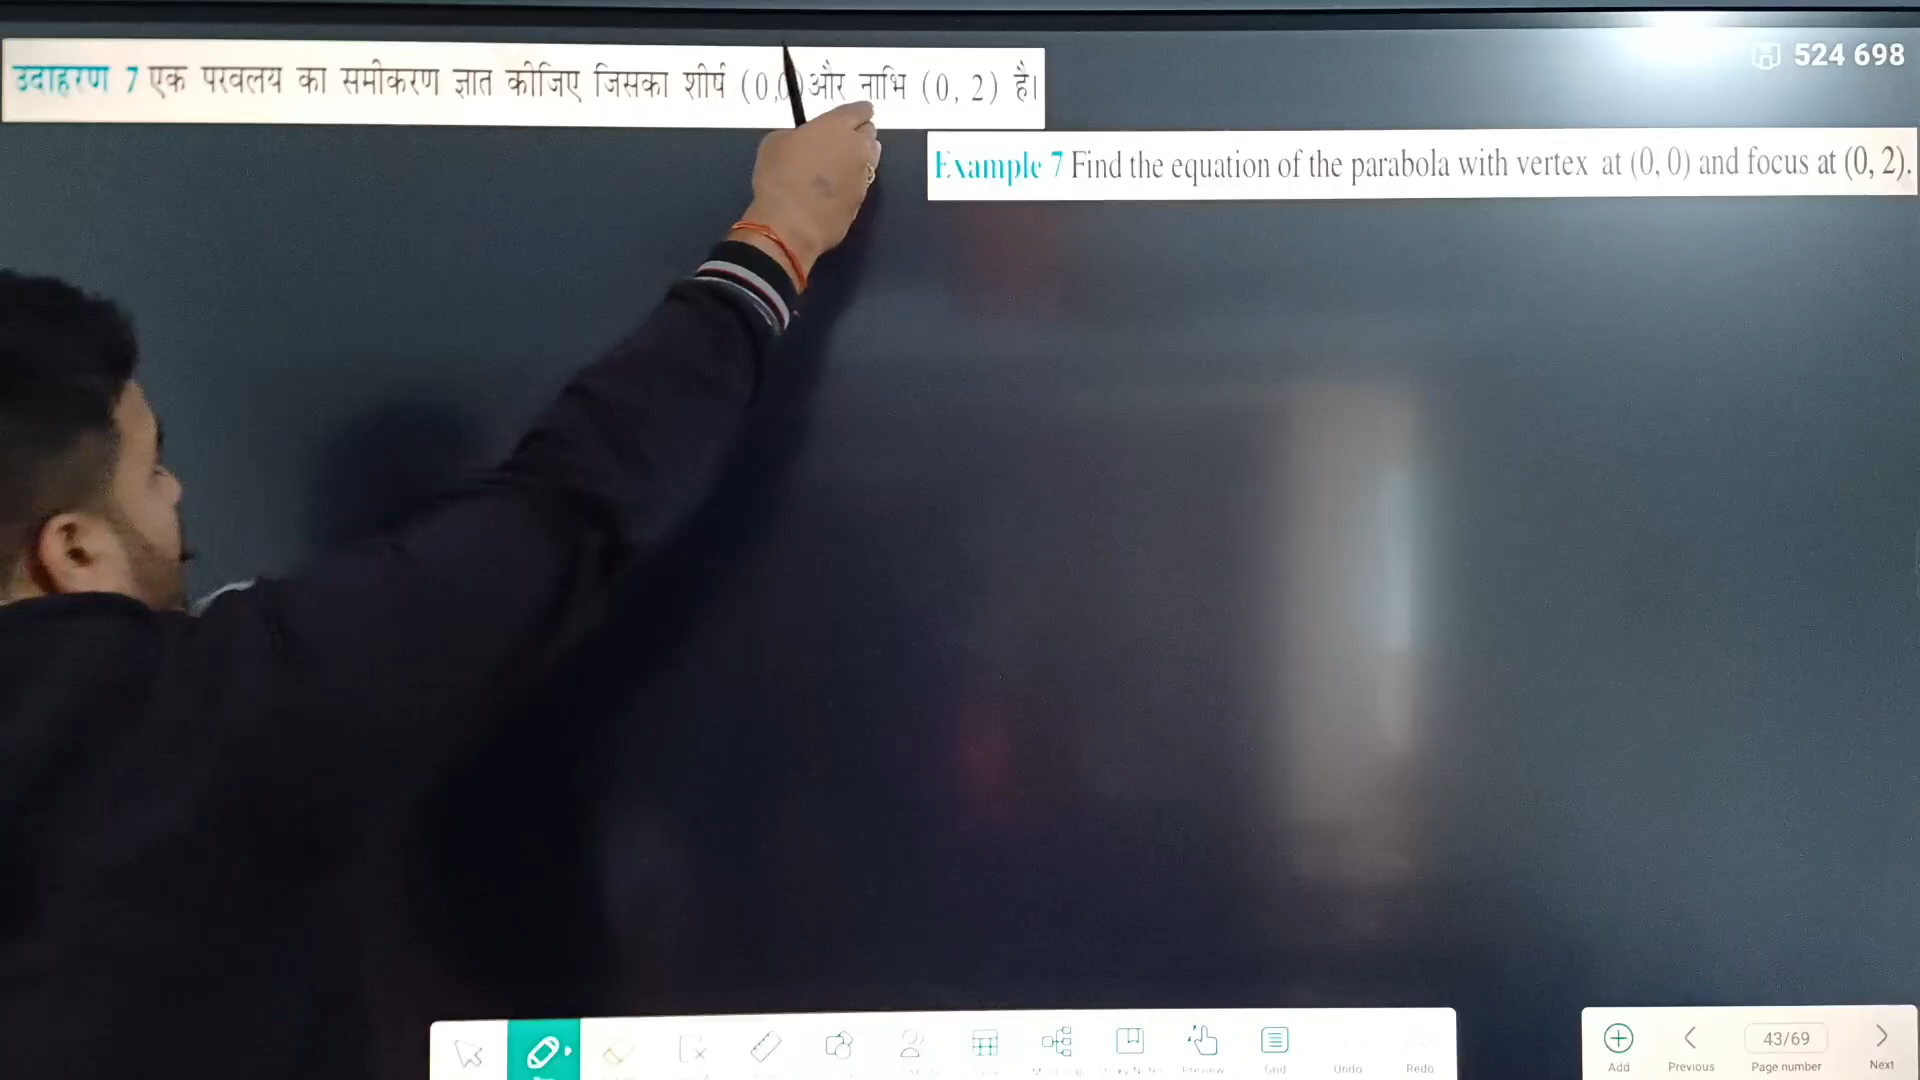 उदाहरण 7 एक परवलय का समीकरण ज्ञात कीजिए जिसका शीर्ष (0,0) और नाभि (0, 2) है।
524 698
Example 7 Find the equation of the parabola with vertex at (0, 0) and focus at (0, 2).
43/69
Add Previous Page number Next
Grid Undo Redo